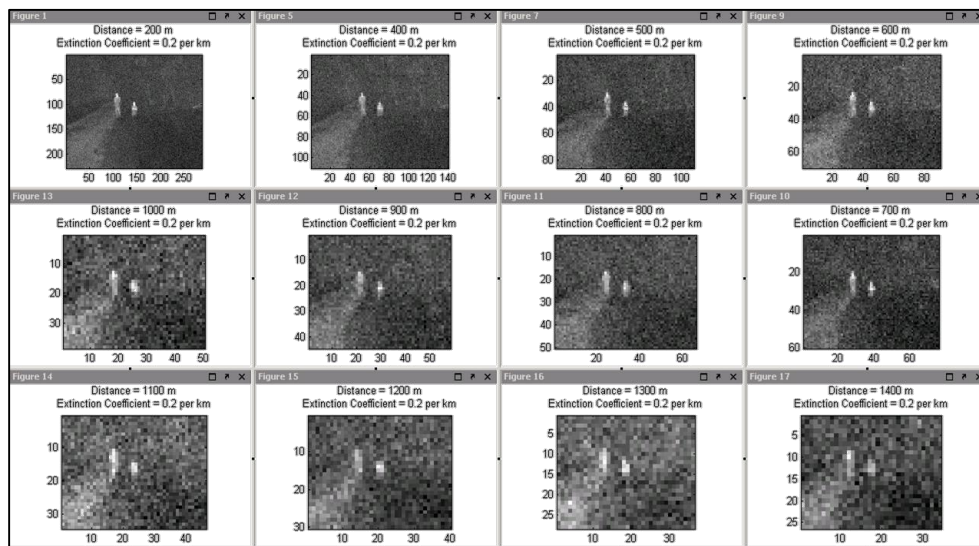 Figure 1
Distance = 200 m
Extinction Coefficient = 0.2 per km
50
100
150
200
50 100 150 200 250
Figure 5
Distance = 400 m
Extinction Coefficient = 0.2 per km
20
40
60
80
100
20 40 60 80 100 120 140
Figure 7
Distance = 500 m
Extinction Coefficient = 0.2 per km
20
40
60
80
20 40 60 80 100
Figure 9
Distance = 600 m
Extinction Coefficient = 0.2 per km
20
40
60
20 40 60 80
Figure 13
Distance = 1000 m
Extinction Coefficient = 0.2 per km
10
20
30
10 20 30 40 50
Figure 12
Distance = 900 m
Extinction Coefficient = 0.2 per km
10
20
30
40
10 20 30 40 50
Figure 11
Distance = 800 m
Extinction Coefficient = 0.2 per km
10
20
30
40
50
20 40 60
Figure 10
Distance = 700 m
Extinction Coefficient = 0.2 per km
20
40
60
20 40 60
Figure 14
Distance = 1100 m
Extinction Coefficient = 0.2 per km
10
20
30
10 20 30 40
Figure 15
Distance = 1200 m
Extinction Coefficient = 0.2 per km
10
20
30
10 20 30 40
Figure 16
Distance = 1300 m
Extinction Coefficient = 0.2 per km
5
10
15
20
25
10 20 30
Figure 17
Distance = 1400 m
Extinction Coefficient = 0.2 per km
5
10
15
20
25
10 20 30